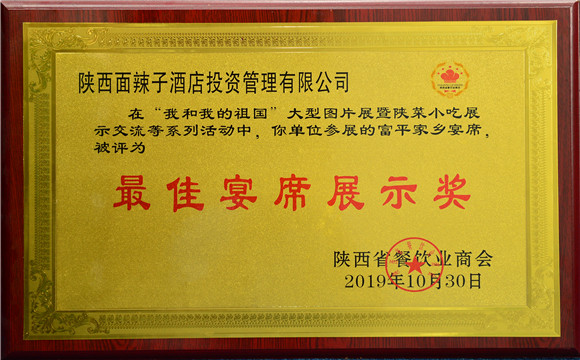 陕西面辣子酒店投资管理有限公司
在“我和我的祖国”大型图片展暨陕菜小吃展
示交流等系列活动中，你单位参展的富平家乡宴席，
被评为
最佳宴席展示奖
陕西省餐饮业商会
2019年10月30日